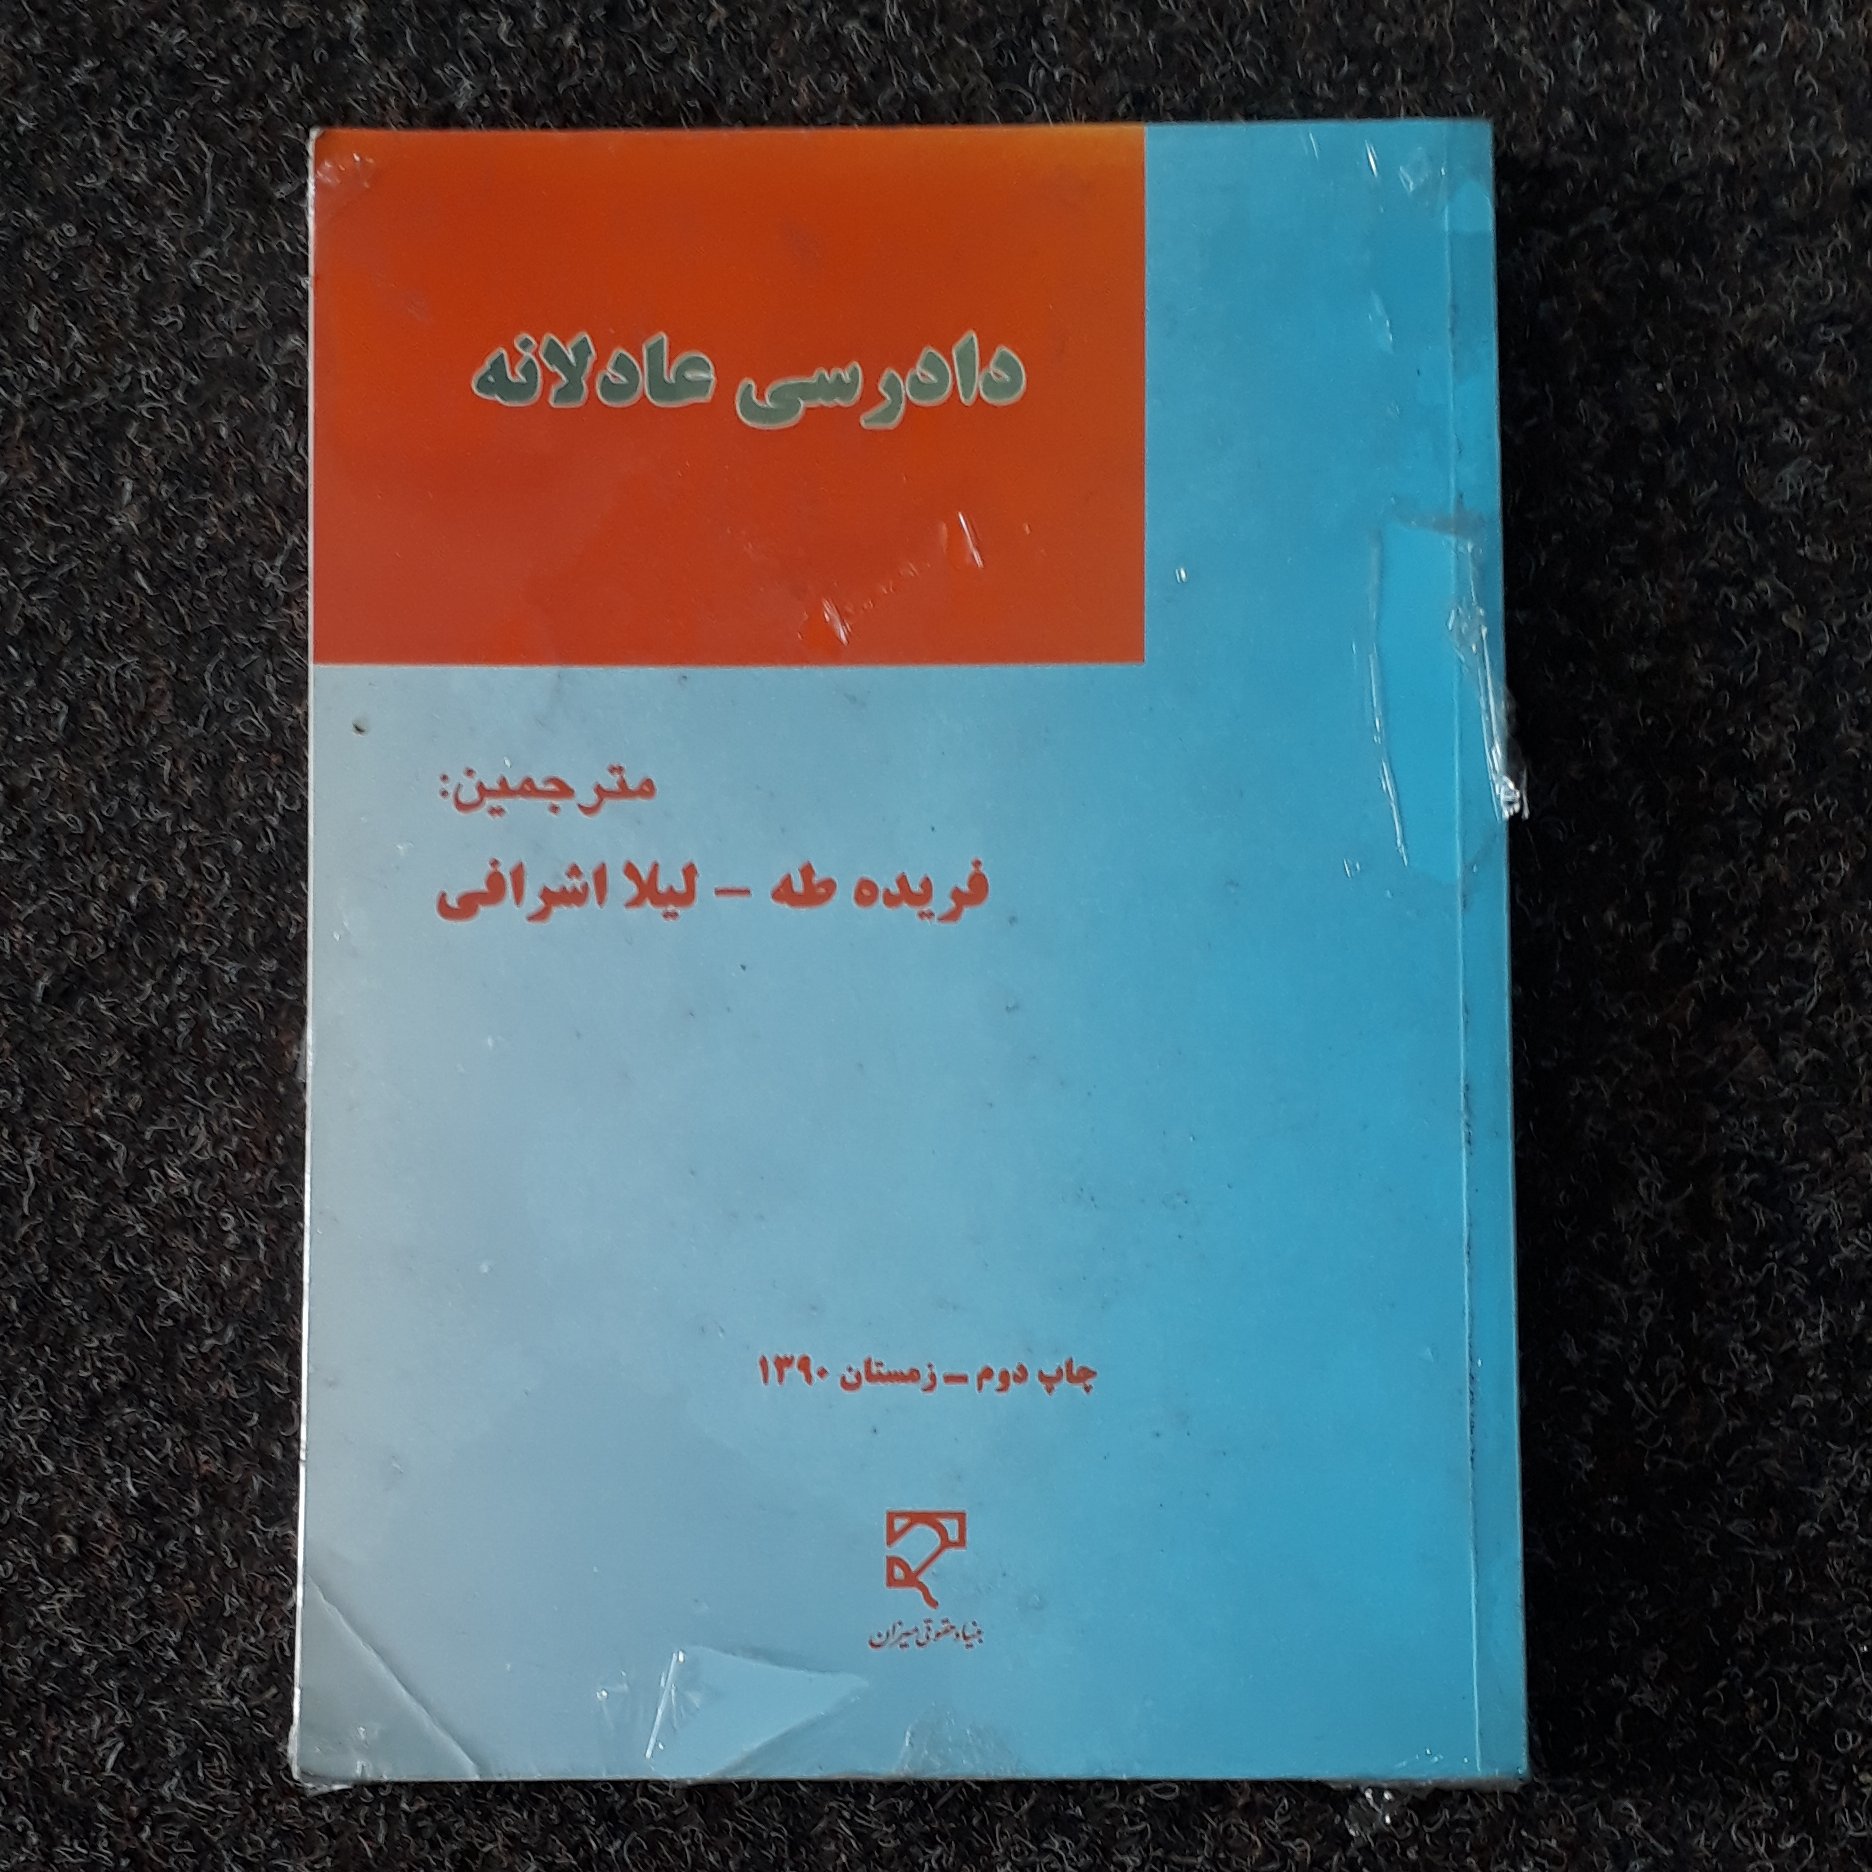 دادرسی عادلانه
مترجمین:
فریده طه - لیلا اشرافی
چاپ دوم - زمستان ۱۳۹۰
بنیاد حقوقی میزان